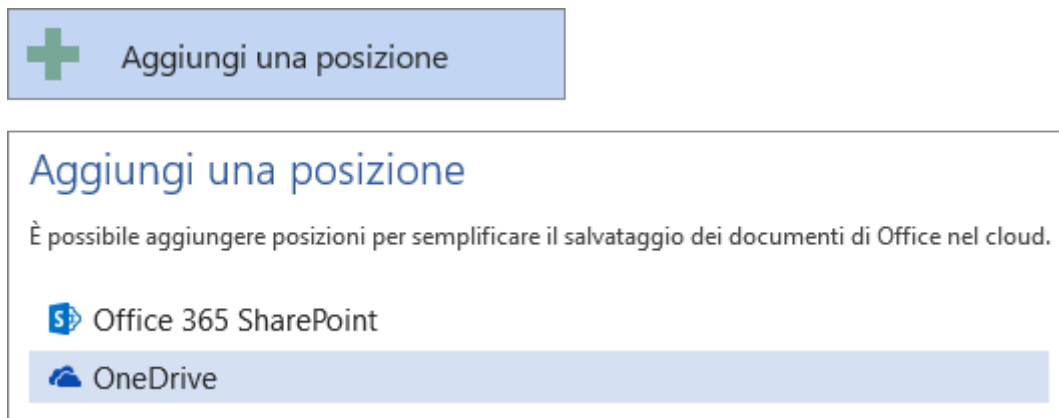 Aggiungi una posizione
Aggiungi una posizione
È possibile aggiungere posizioni per semplificare il salvataggio dei documenti di Office nel cloud.
Office 365 SharePoint
OneDrive